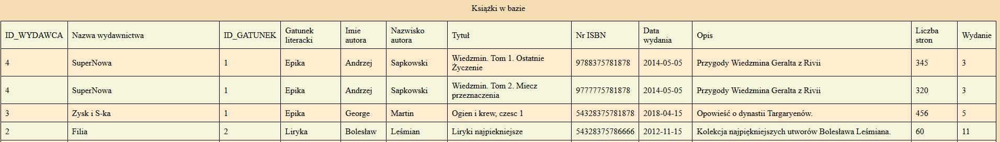 Książki w bazie
ID_WYDAWCA Nazwa wydawnictwa ID_GATUNEK Gatunek literacki Imie autora Nazwisko autora Tytuł Nr ISBN Data wydania Opis Liczba stron Wydanie
4 SuperNowa 1 Epika Andrzej Sapkowski Wiedzmin. Tom 1. Ostatnie Życzenie 9788375781878 2014-05-05 Przygody Wiedzmina Geralta z Rivii 345 3
4 SuperNowa 1 Epika Andrzej Sapkowski Wiedzmin. Tom 2. Miecz przeznaczenia 9777775781878 2014-05-05 Przygody Wiedzmina Geralta z Rivii 320 3
3 Zysk i S-ka 1 Epika George Martin Ogien i krew, czesc 1 54328375781878 2018-04-15 Opowieść o dynastii Targaryenów. 456 5
2 Filia 2 Liryka Bolesław Leśmian Liryki najpiekniejsze 54328375786666 2012-11-15 Kolekcja najpiękniejszych utworów Bolesława Leśmiana. 60 11